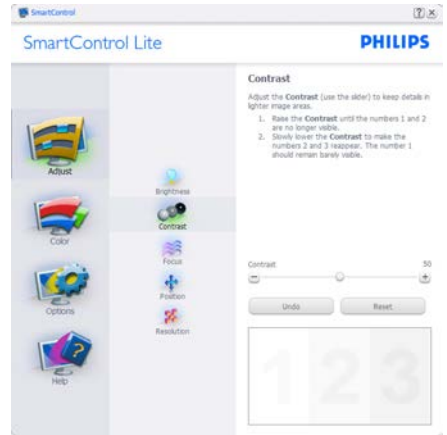 SmartControl
SmartControl Lite
PHILIPS
Adjust
Color
Options
Help
Brightness
Contrast
Focus
Position
Resolution
Contrast
Adjust the Contrast (use the slider) to keep details in
lighter image areas.
1. Raise the Contrast until the numbers 1 and 2
are no longer visible.
2. Slowly lower the Contrast to make the
numbers 2 and 3 reappear. The number 1
should remain barely visible.
Contrast 50
Undo Reset
1 2 3